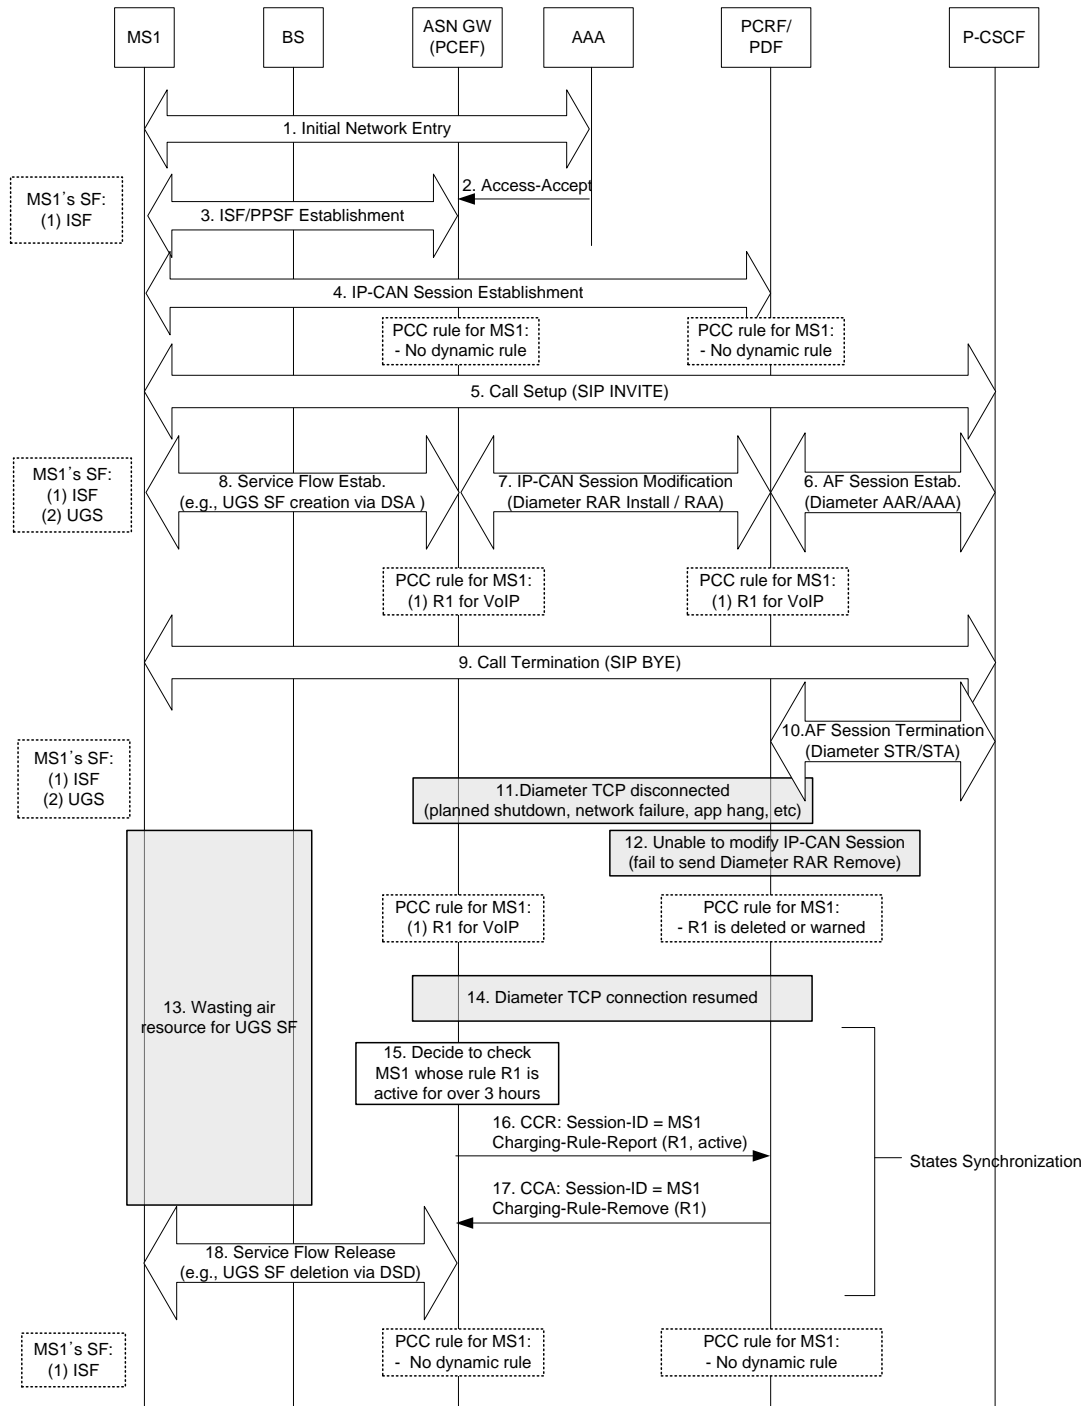 MS1
BS
ASN GW
(PCEF)
AAA
PCRF/
PDF
P-CSCF
1. Initial Network Entry
2. Access-Accept
MS1's SF:
(1) ISF
3. ISF/PPSF Establishment
4. IP-CAN Session Establishment
PCC rule for MS1:
- No dynamic rule
PCC rule for MS1:
- No dynamic rule
5. Call Setup (SIP INVITE)
MS1's SF:
(1) ISF
(2) UGS
8. Service Flow Estab.
(e.g., UGS SF creation via DSA )
7. IP-CAN Session Modification
(Diameter RAR Install / RAA)
6. AF Session Estab.
(Diameter AAR/AAA)
PCC rule for MS1:
(1) R1 for VoIP
PCC rule for MS1:
(1) R1 for VoIP
9. Call Termination (SIP BYE)
10.AF Session Termination
(Diameter STR/STA)
MS1's SF:
(1) ISF
(2) UGS
11.Diameter TCP disconnected
(planned shutdown, network failure, app hang, etc)
12. Unable to modify IP-CAN Session
(fail to send Diameter RAR Remove)
PCC rule for MS1:
(1) R1 for VoIP
PCC rule for MS1:
- R1 is deleted or warned
13. Wasting air
resource for UGS SF
14. Diameter TCP connection resumed
15. Decide to check
MS1 whose rule R1 is
active for over 3 hours
16. CCR: Session-ID = MS1
Charging-Rule-Report (R1, active)
States Synchronization
17. CCA: Session-ID = MS1
Charging-Rule-Remove (R1)
18. Service Flow Release
(e.g., UGS SF deletion via DSD)
MS1's SF:
(1) ISF
PCC rule for MS1:
- No dynamic rule
PCC rule for MS1:
- No dynamic rule